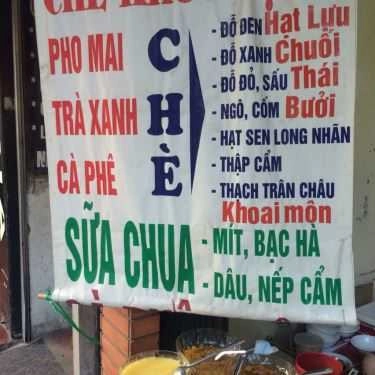 CHÈ
PHO MAI
TRÀ XANH
CÀ PHÊ
CHÈ
- ĐỖ ĐEN Hạt Lựu
- ĐỖ XANH Chuối
- ĐỖ ĐỎ, SẤU Thái
- NGÔ, CỐM Bưởi
- HẠT SEN LONG NHÃN
- THẬP CẨM
- THẠCH TRÂN CHÂU
Khoai môn
SỮA CHUA - MÍT, BẠC HÀ
- DÂU, NẾP CẨM